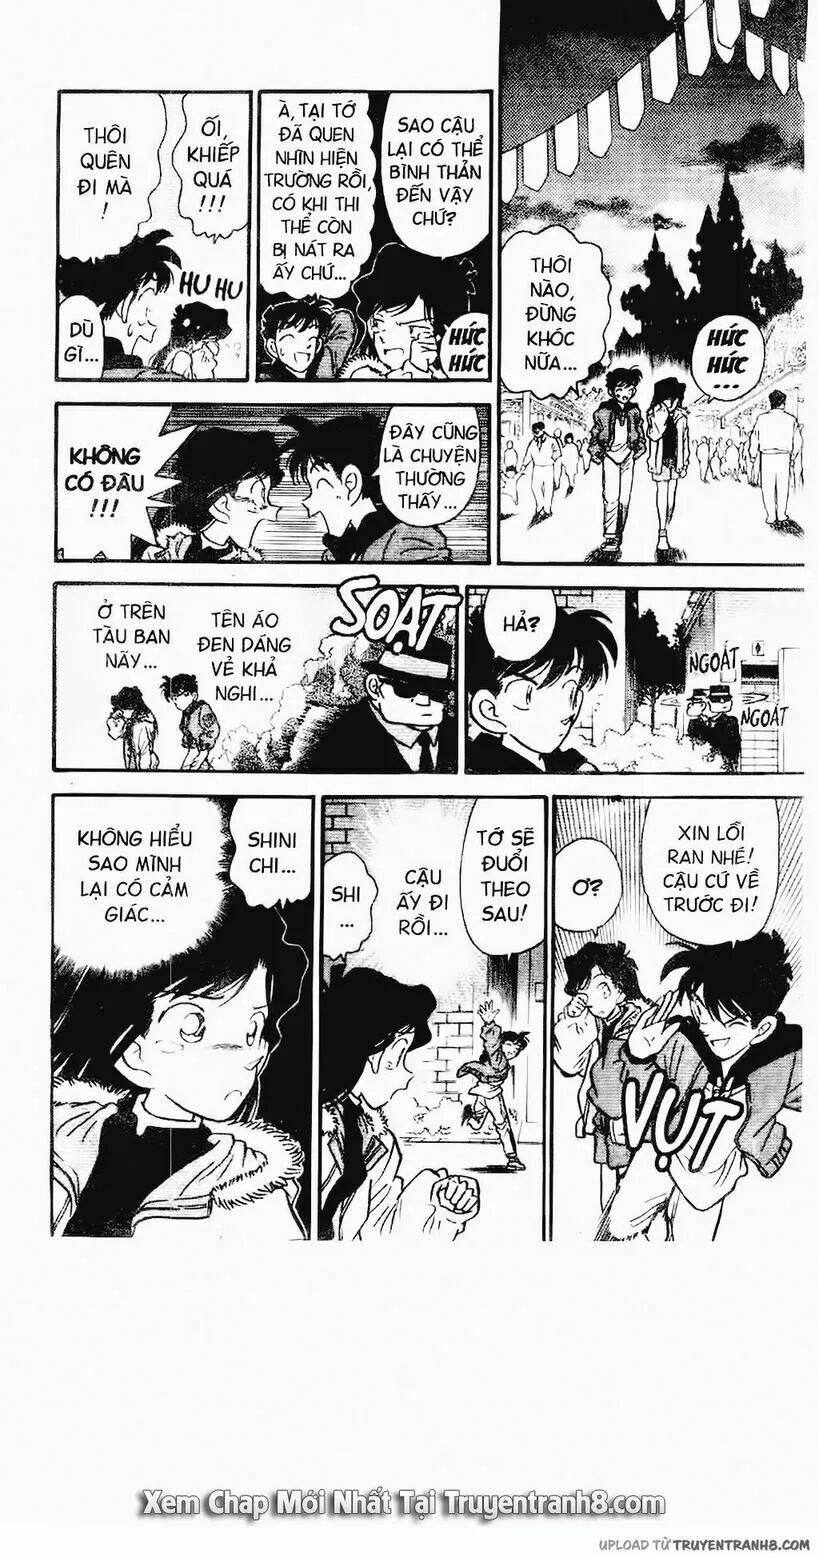 THÔI
NÀO,
ĐỪNG
KHÓC
NỮA...
HỨC
HỨC
...
SAO CẬU
LẠI CÓ THỂ
BÌNH THẢN
ĐẾN VẬY
CHỨ?
HỨC
HỨC
À, TẠI TỚ
ĐÃ QUEN
NHÌN HIỆN
TRƯỜNG RỒI,
CÓ KHI THI
THỂ CÒN
BỊ NÁT RA
ẤY CHỨ...
ỐI,
KHIẾP
QUÁ
!!!
HU HU
THÔI
QUÊN
ĐI MÀ
!
DÙ
GÌ...
ĐÂY CŨNG
LÀ CHUYỆN
THƯỜNG
THẤY...
KHÔNG
CÓ ĐÂU
!!!
NGOÁT
NGOÁT
HẢ?
SOẠT
TÊN ÁO
ĐEN DÁNG
VẺ KHẢ
NGHI...
Ở TRÊN
TÀU BAN
NÃY...
XIN LỖI
RAN NHÉ!
CẬU CỨ VỀ
TRƯỚC ĐI!
Ơ?
VỤT
TỚ SẼ
ĐUỔI
THEO
SAU!
CẬU
ẤY ĐI
RỒI...
SHI
...
SHINI
CHI...
KHÔNG HIỂU
SAO MÌNH
LẠI CÓ CẢM
GIÁC...
Xem Chap Mới Nhất Tại Truyentranh8.com
UPLOAD TỪ TRUYENTRANH8.COM